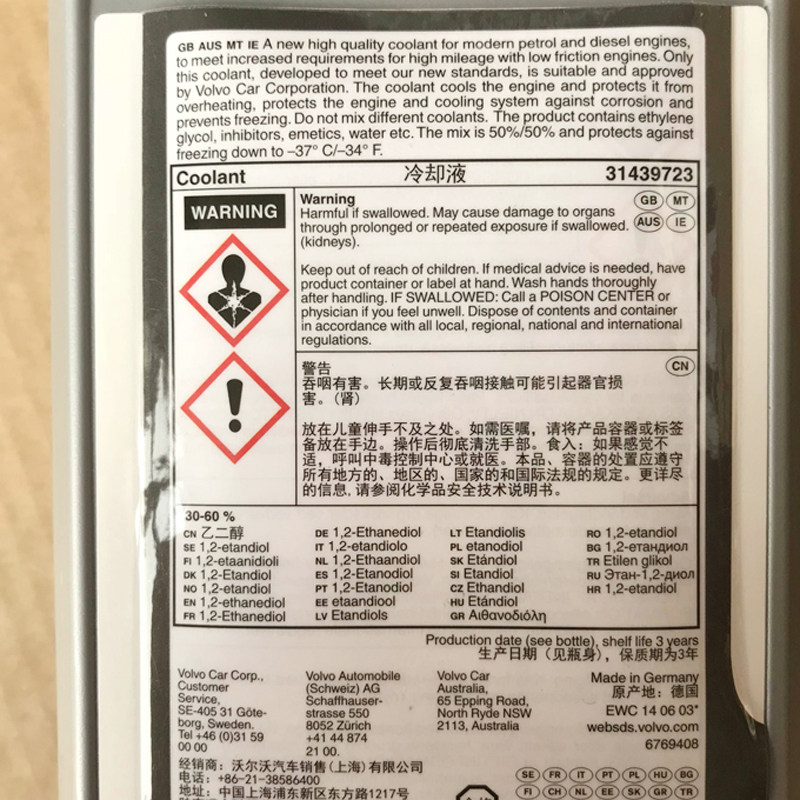 GB AUS MT IE A new high quality coolant for modern petrol and diesel engines,
to meet increased requirements for high mileage with low friction engines. Only
this coolant, developed to meet our new standards, is suitable and approved
by Volvo Car Corporation. The coolant cools the engine and protects it from
overheating, protects the engine and cooling system against corrosion and
prevents freezing. Do not mix different coolants. The product contains ethylene
glycol, inhibitors, emetics, water etc. The mix is 50%/50% and protects against
freezing down to –37° C/–34° F.
Coolant 冷却液 31439723
WARNING
Warning
Harmful if swallowed. May cause damage to organs
through prolonged or repeated exposure if swallowed.
(kidneys).
GB MT
AUS IE
Keep out of reach of children. If medical advice is needed, have
product container or label at hand. Wash hands thoroughly
after handling. IF SWALLOWED: Call a POISON CENTER or
physician if you feel unwell. Dispose of contents and container
in accordance with all local, regional, national and international
regulations.
警告 CN
吞咽有害。长期或反复吞咽接触可能引起器官损
害。（肾）
放在儿童伸手不及之处。如需医嘱，请将产品容器或标签
备放在手边。操作后彻底清洗手部。食入：如果感觉不
适，呼叫中毒控制中心或就医。本品、容器的处置应遵守
所有地方的、地区的、国家的和国际法规的规定。更详尽
的信息,请参阅化学品安全技术说明书。
30-60 %
CN 乙二醇
SE 1,2-etandiol
FI 1,2-etaanidioli
DK 1,2-Etandiol
NO 1,2-etandiol
EN 1,2-ethanediol
FR 1,2-Ethanediol
DE 1,2-Ethanediol
IT 1,2-etandiolo
NL 1,2-Ethaandiol
ES 1,2-Etanodiol
PT 1,2-Etanodiol
EE etaandiool
LV Etandiols
LT Etandiolis
PL etanodiol
SK Etándiol
SI Etandiol
CZ Ethandiol
HU Etándiol
GR Αιθανοδιόλη
RO 1,2-etandiol
BG 1,2-етандиол
TR Etilen glikol
RU Этан-1,2-диол
HR 1,2-etandiol
Production date (see bottle), shelf life 3 years
生产日期（见瓶身），保质期为3年
Volvo Car Corp.,
Customer
Service,
SE-405 31 Göte-
borg, Sweden.
Tel +46 (0)31 59
00 00
Volvo Automobile
(Schweiz) AG
Schaffhauser-
strasse 550
8052 Zürich
+41 44 874
21 00.
Volvo Car
Australia,
65 Epping Road,
North Ryde NSW
2113, Australia
Made in Germany
原产地：德国
EWC 14 06 03*
websds.volvo.com
6769408
经销商：沃尔沃汽车销售(上海)有限公司
电话：+86-21-38586400
地址：中国上海浦东新区东方路1217号
SE FR IT PT PL HU BG
FI CH NL EE SK GR TR